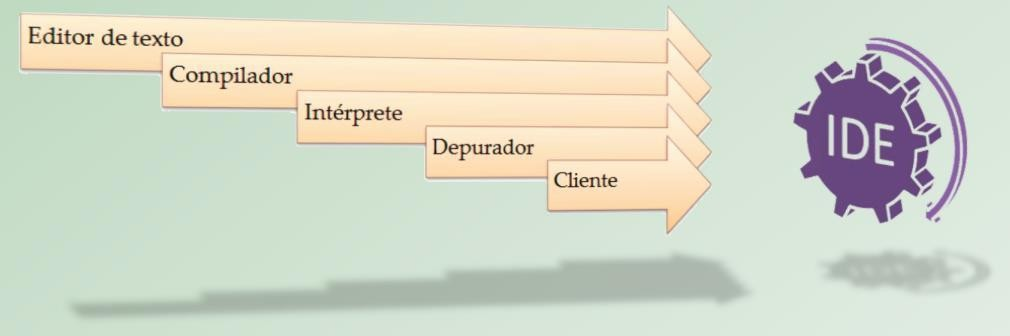 Editor de texto
Compilador
Intérprete
Depurador
Cliente
IDE